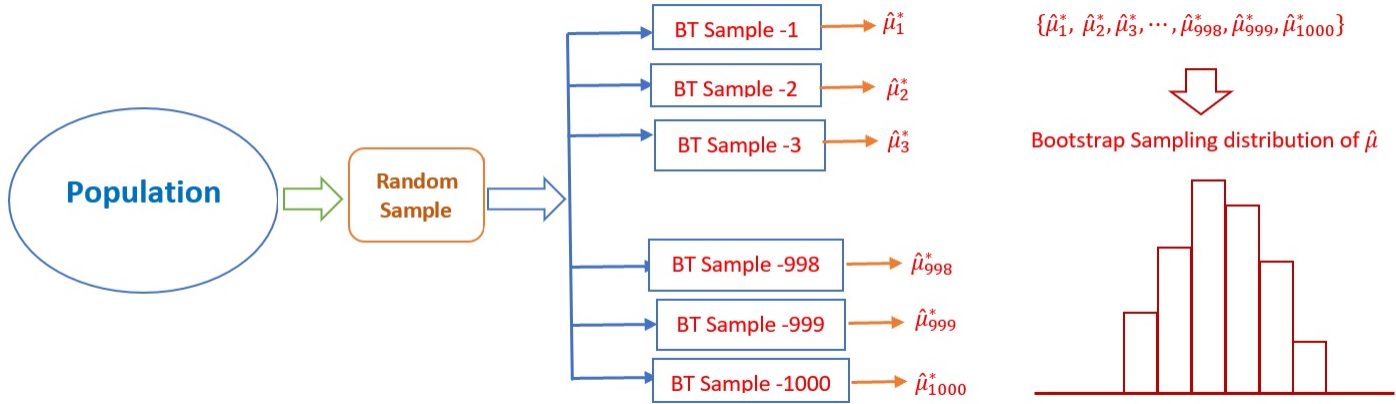 Population
Random
Sample
BT Sample -1
μ̂₁*
BT Sample -2
μ̂₂*
BT Sample -3
μ̂₃*
BT Sample -998
μ̂₉₉₈*
BT Sample -999
μ̂₉₉₉*
BT Sample -1000
μ̂₁₀₀₀*
{μ̂₁*, μ̂₂*, μ̂₃*, ⋯, μ̂₉₉₈*, μ̂₉₉₉*, μ̂₁₀₀₀*}
Bootstrap Sampling distribution of μ̂